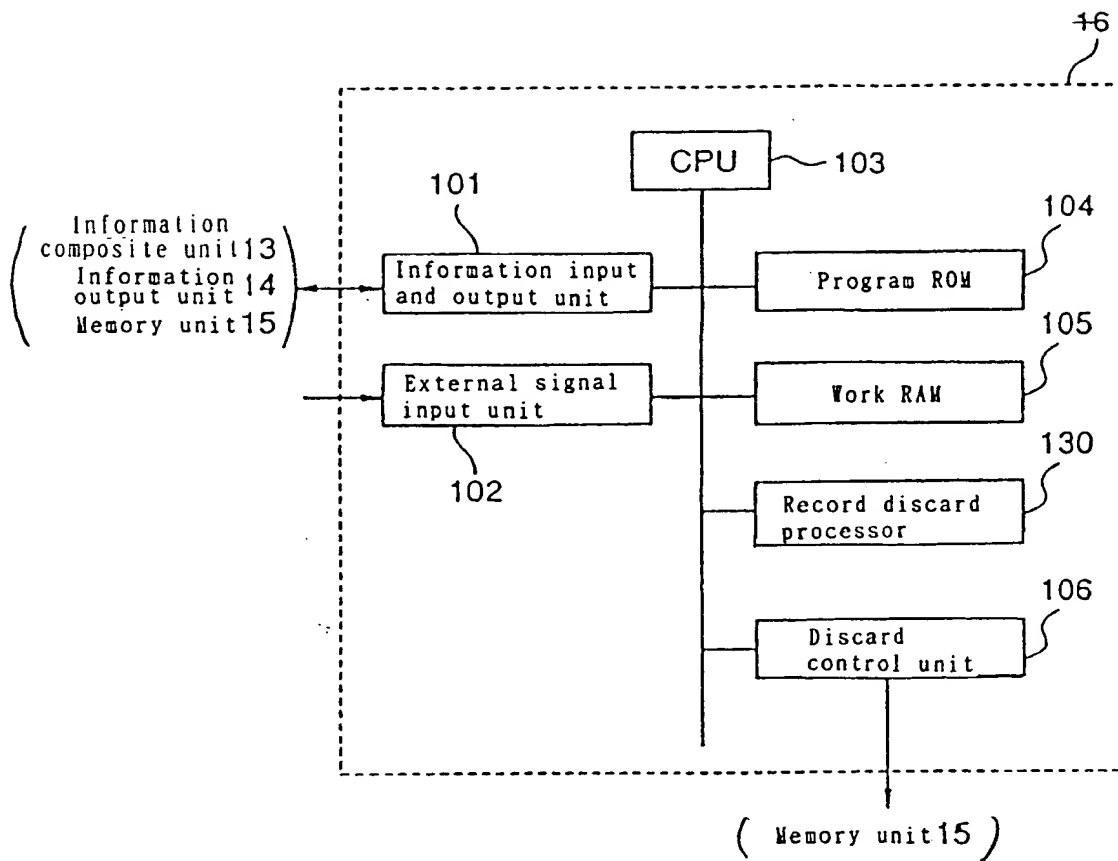 16
CPU
103
101
104
Information
composite unit 13
Information
output unit 14
Memory unit 15
Information input
and output unit
Program ROM
105
External signal
input unit
Work RAM
102
130
Record discard
processor
106
Discard
control unit
( Memory unit 15 )